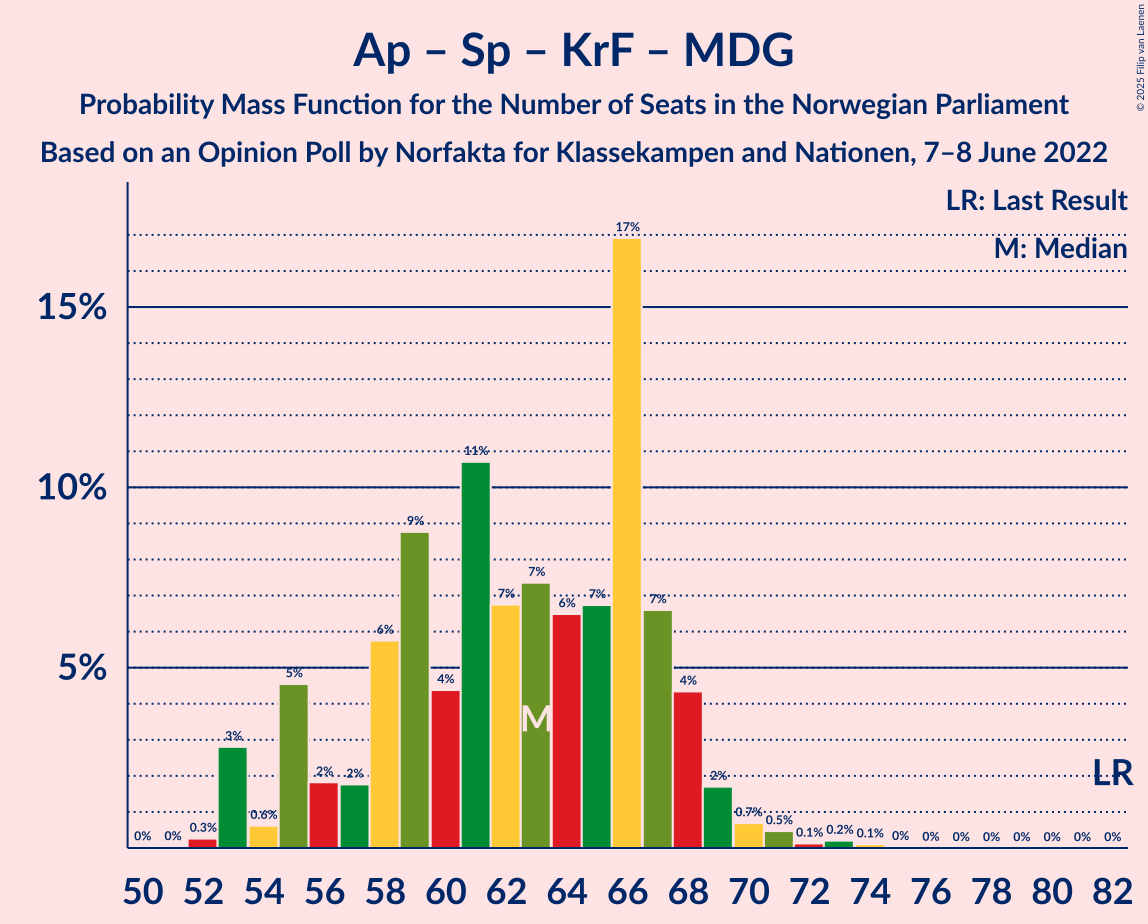 Ap – Sp – KrF – MDG
Probability Mass Function for the Number of Seats in the Norwegian Parliament
Based on an Opinion Poll by Norfakta for Klassekampen and Nationen, 7–8 June 2022
© 2025 Filip van Laenen
LR: Last Result
M: Median
15%
10%
5%
0% 0% 0.3% 3% 0.6% 5% 2% 2% 6% 9% 4% 11% 7% 7% 6% 7% 17% 7% 4% 2% 0.7% 0.5% 0.1% 0.2% 0.1% 0% 0% 0% 0% 0% 0% 0% 0%
M
LR
50 52 54 56 58 60 62 64 66 68 70 72 74 76 78 80 82